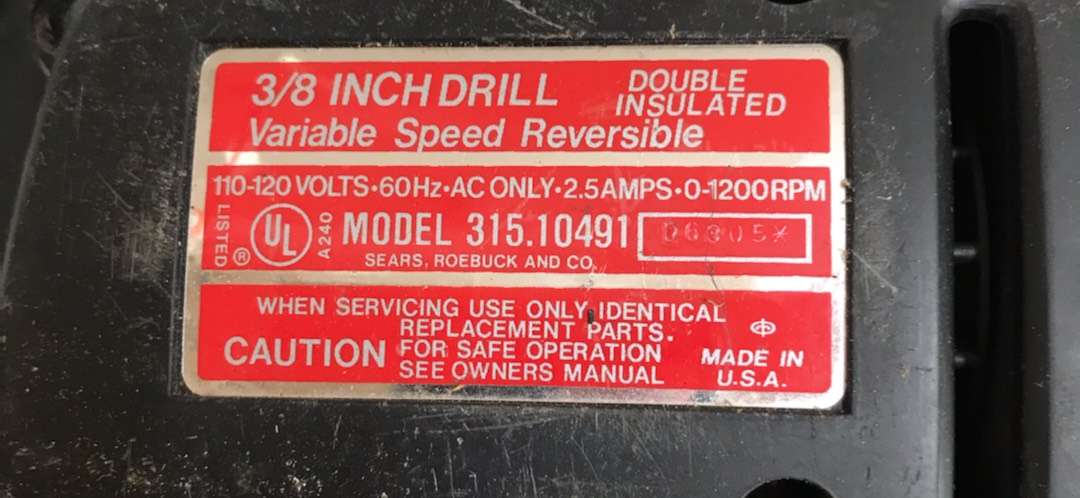 3/8 INCH DRILL DOUBLE
INSULATED
Variable Speed Reversible
110-120 VOLTS·60Hz·AC ONLY·2.5AMPS·0-1200RPM
LISTED UL ® A240 MODEL 315.10491
SEARS, ROEBUCK AND CO.
WHEN SERVICING USE ONLY IDENTICAL
REPLACEMENT PARTS.
CAUTION FOR SAFE OPERATION
SEE OWNERS MANUAL
MADE IN
U.S.A.